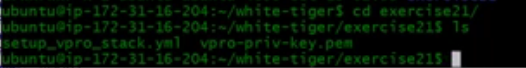 ubuntu@ip-172-31-16-204:~/white-tiger$ cd exercise21/
ubuntu@ip-172-31-16-204:~/white-tiger/exercise21$ ls
setup_vpro_stack.yml  vpro-priv-key.pem
ubuntu@ip-172-31-16-204:~/white-tiger/exercise21$